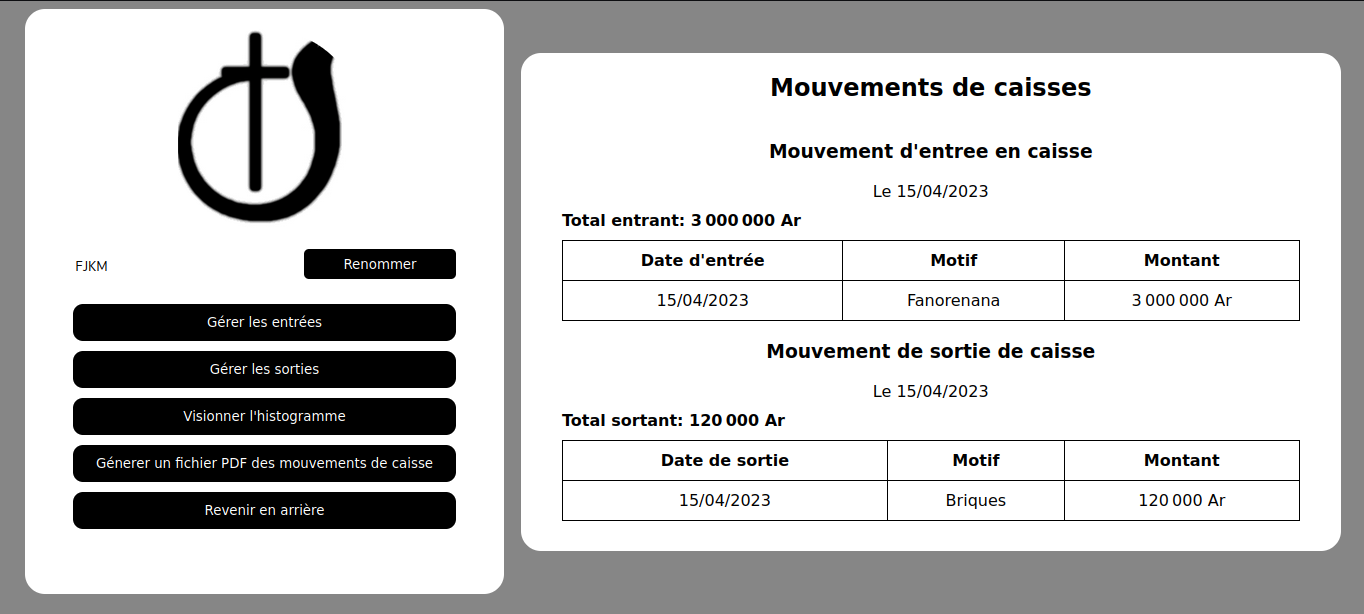 FJKM
Renommer
Gérer les entrées
Gérer les sorties
Visionner l'histogramme
Génerer un fichier PDF des mouvements de caisse
Revenir en arrière
Mouvements de caisses
Mouvement d'entree en caisse
Le 15/04/2023
Total entrant: 3 000 000 Ar
Date d'entrée Motif Montant
15/04/2023 Fanorenana 3 000 000 Ar
Mouvement de sortie de caisse
Le 15/04/2023
Total sortant: 120 000 Ar
Date de sortie Motif Montant
15/04/2023 Briques 120 000 Ar